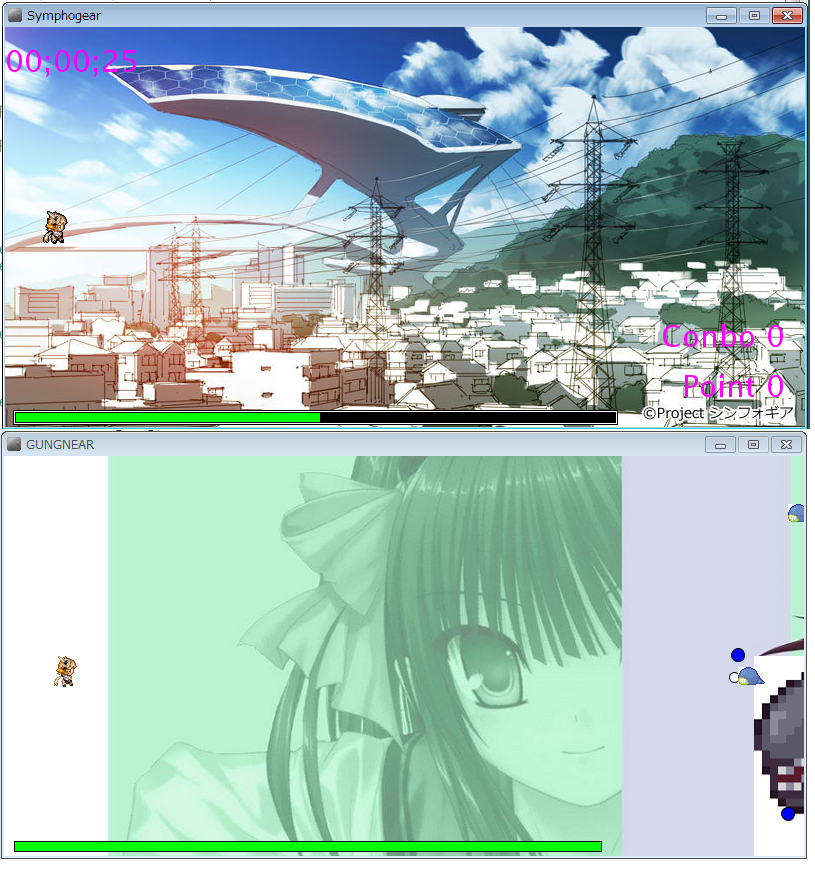 Symphogear
00;00;25
Conbo 0
Point 0
©Project シンフォギア
GUNGNEAR